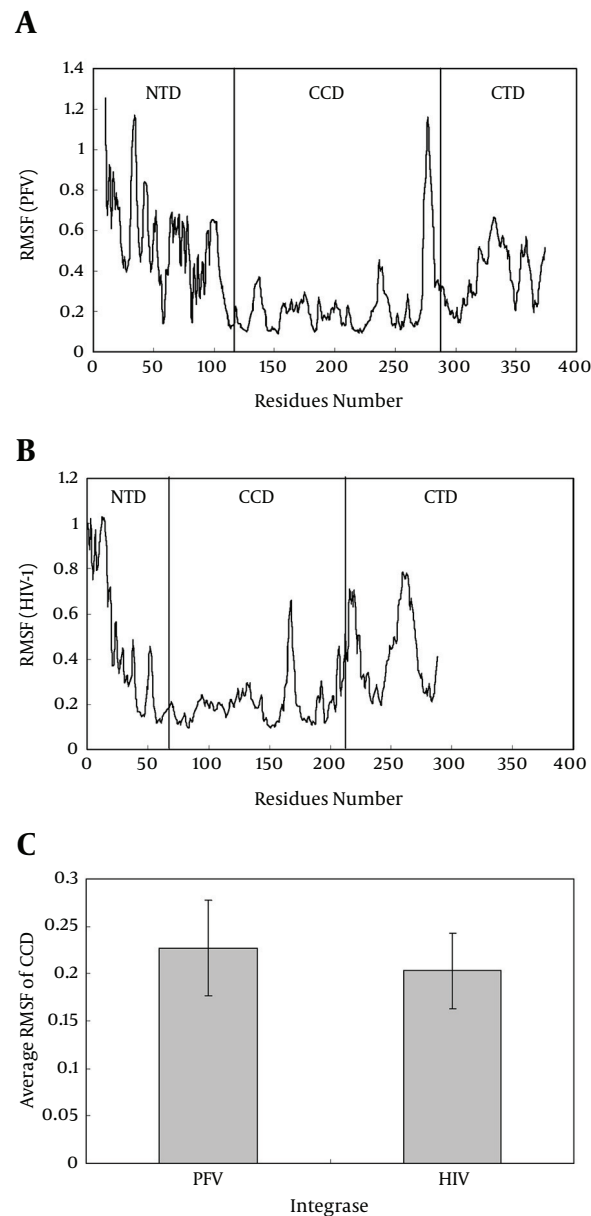 A
RMSF (PFV)
1.4
1.2
1
0.8
0.6
0.4
0.2
0
NTD CCD CTD
0 50 100 150 200 250 300 350 400
Residues Number
B
RMSF (HIV-1)
1.2
1
0.8
0.6
0.4
0.2
0
NTD CCD CTD
0 50 100 150 200 250 300 350 400
Residues Number
C
Average RMSF of CCD
0.3
0.25
0.2
0.15
0.1
0.05
0
PFV HIV
Integrase